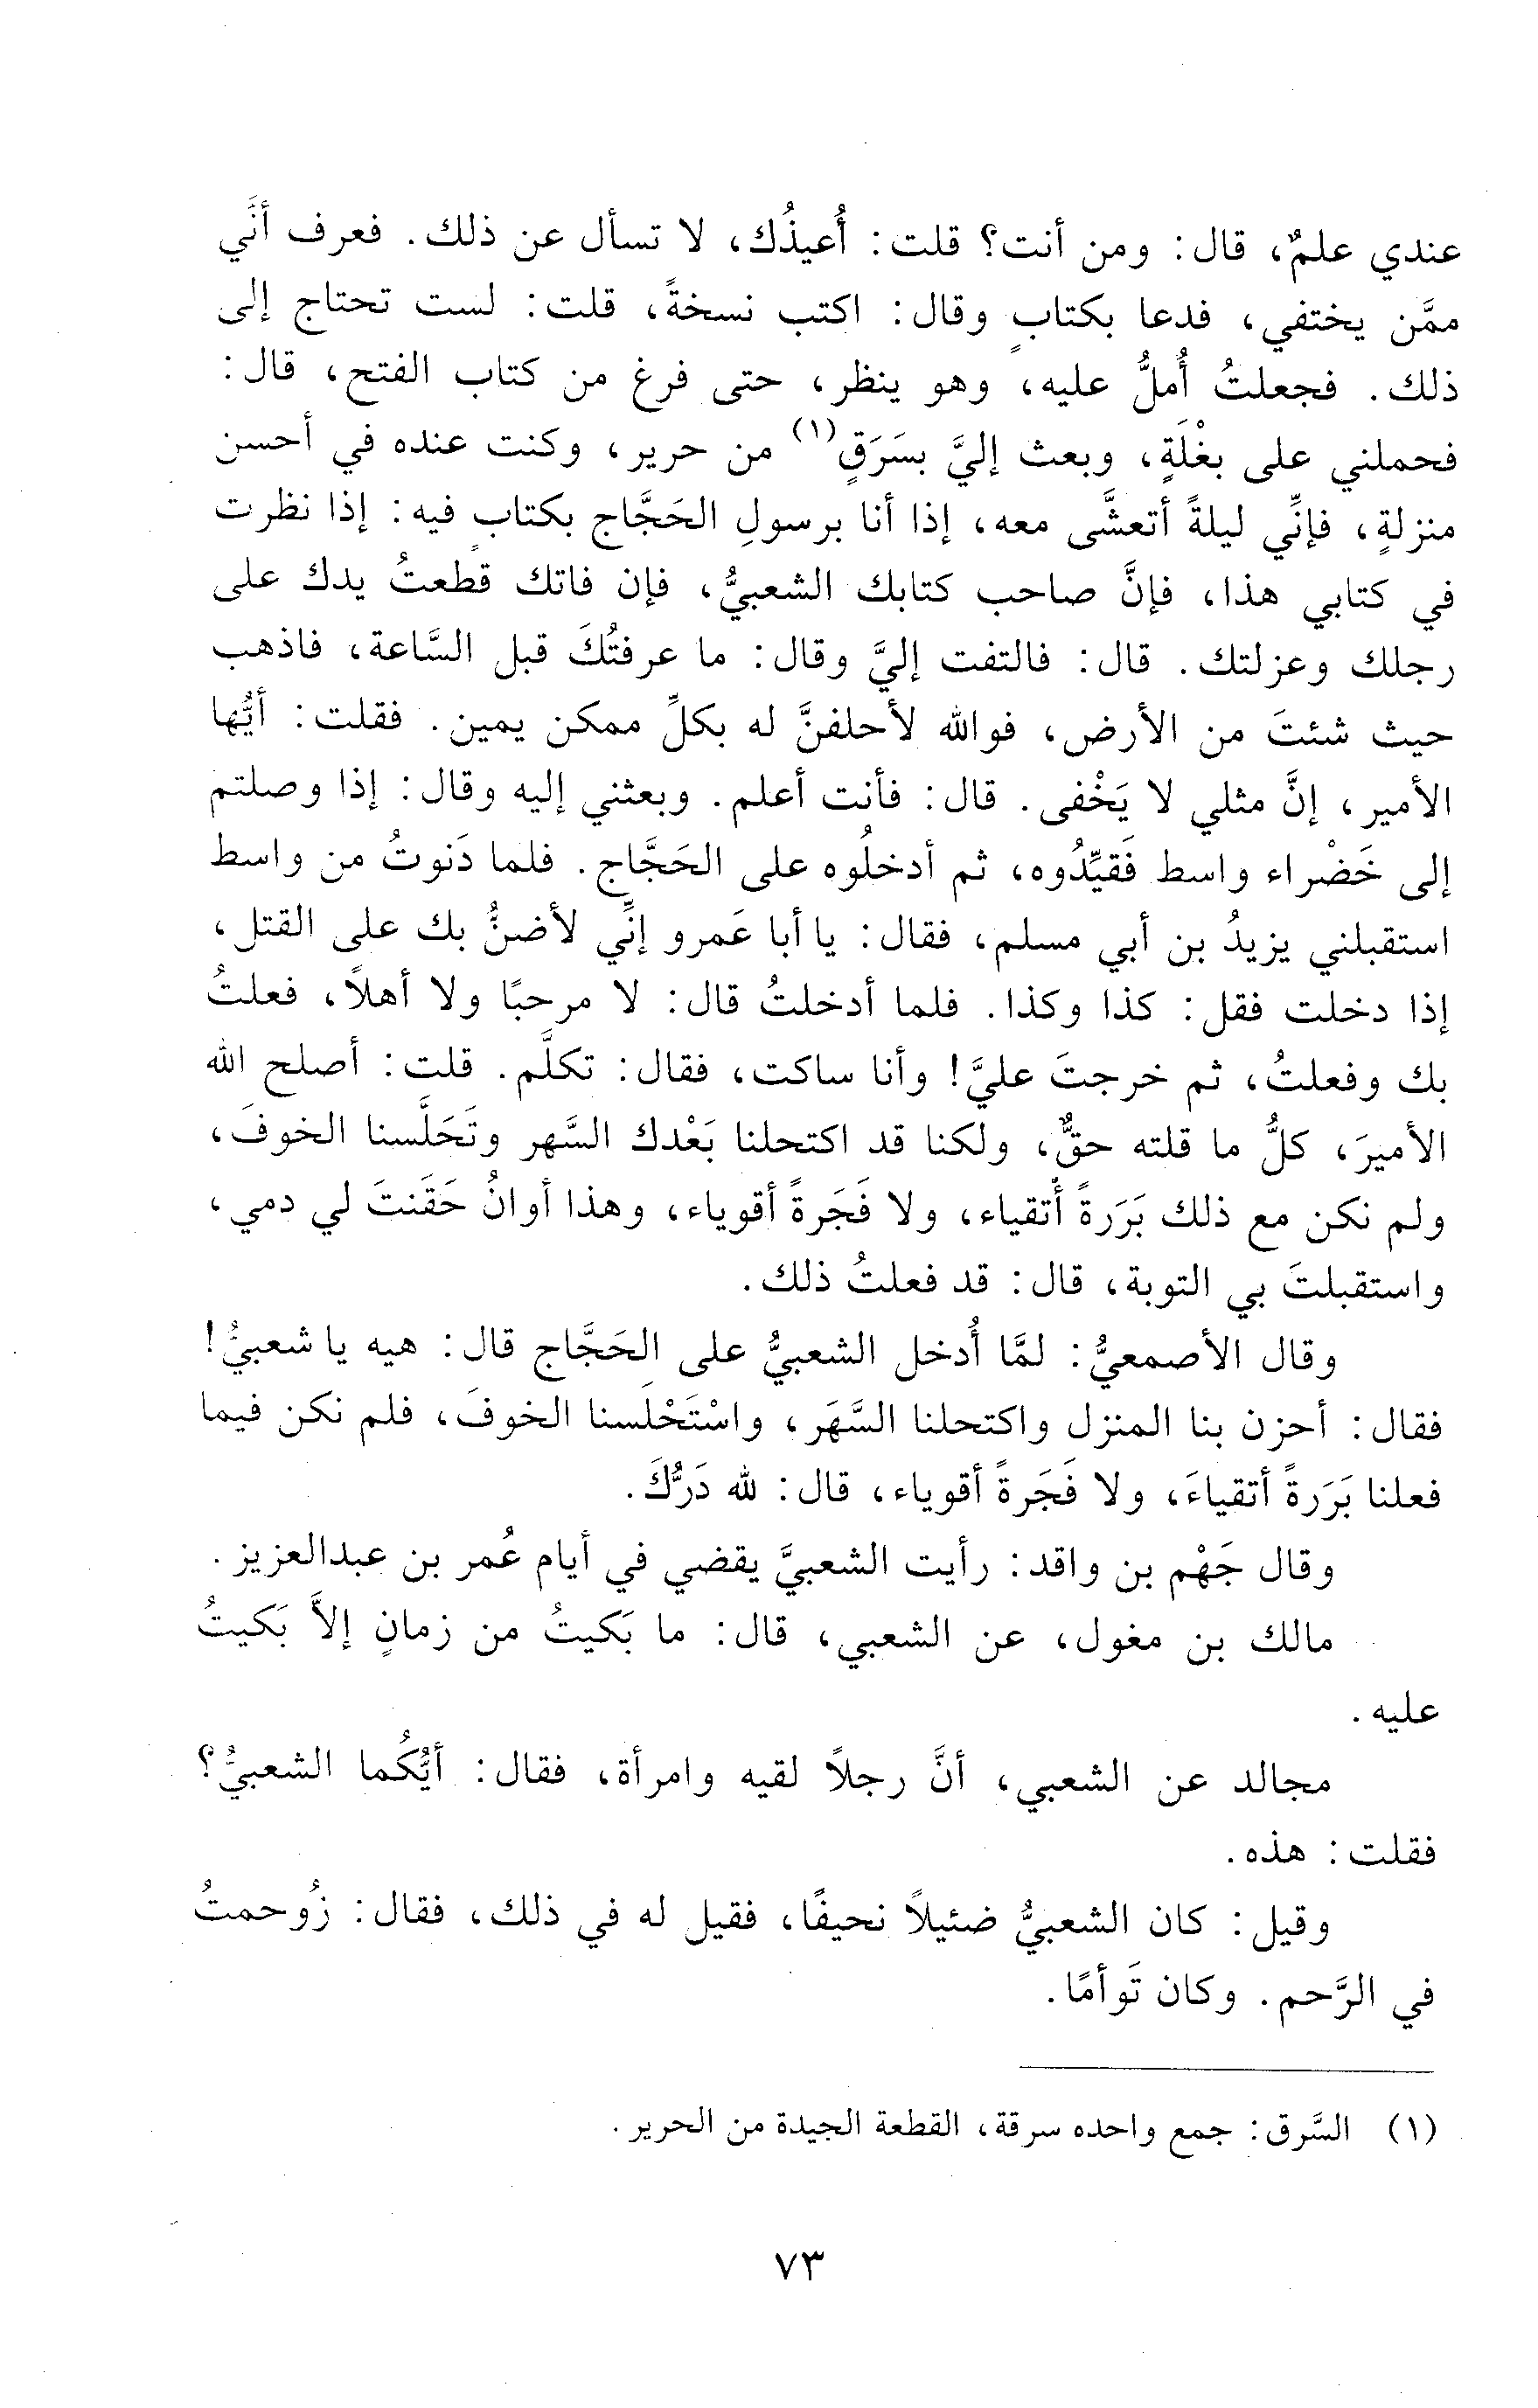 عندي علمٌ، قال: ومن أنت؟ قلت: أُعيذُك، لا تسأل عن ذلك. فعرف أنَّي
ممَّن يختفي، فدعا بكتابٍ وقال: اكتب نسخةً، قلت: لست تحتاج إلى
ذلك. فجعلتُ أُملُّ عليه، وهو ينظر، حتى فرغ من كتاب الفتح، قال:
فحملني على بغْلَةٍ، وبعث إليَّ بسَرَقٍ(١) من حرير، وكنت عنده في أحسن
منزلةٍ، فإنِّي ليلةً أتعشَّى معه، إذا أنا برسولِ الحَجَّاج بكتابٍ فيه: إذا نظرت
في كتابي هذا، فإنَّ صاحب كتابك الشعبيُّ، فإن فاتك قطعتُ يدك على
رجلك وعزلتك. قال: فالتفت إليَّ وقال: ما عرفتُكَ قبل السَّاعة، فاذهب
حيث شئتَ من الأرض، فوالله لأحلفنَّ له بكلِّ ممكن يمين. فقلت: أيُّها
الأمير، إنَّ مثلي لا يَخْفى. قال: فأنت أعلم. وبعثني إليه وقال: إذا وصلتم
إلى خَضْراء واسط فَقيِّدُوه، ثم أدخلُوه على الحَجَّاج. فلما دَنوتُ من واسط
استقبلني يزيدُ بن أبي مسلم، فقال: يا أبا عَمرو إنِّي لأضنُّ بك على القتل،
إذا دخلت فقل: كذا وكذا. فلما أدخلتُ قال: لا مرحبًا ولا أهلاً، فعلتُ
بك وفعلتُ، ثم خرجتَ عليَّ! وأنا ساكت، فقال: تكلَّم. قلت: أصلح الله
الأميرَ، كلُّ ما قلته حقٌّ، ولكنا قد اكتحلنا بَعْدك السَّهر وتَحَلَّسنا الخوفَ،
ولم نكن مع ذلك بَرَرةً أتقياء، ولا فَجَرةً أقوياء، وهذا أوانُ حَقَنتَ لي دمي،
واستقبلتَ بي التوبة، قال: قد فعلتُ ذلك.
وقال الأصمعيُّ: لمَّا أُدخل الشعبيُّ على الحَجَّاج قال: هيه يا شعبيُّ!
فقال: أحزن بنا المنزل واكتحلنا السَّهَر، واسْتَحْلَسنا الخوفَ، فلم نكن فيما
فعلنا بَرَرةً أتقياءَ، ولا فَجَرةً أقوياء، قال: لله دَرُّكَ.
وقال جَهْم بن واقد: رأيت الشعبيَّ يقضي في أيام عُمر بن عبدالعزيز.
مالك بن مغول، عن الشعبي، قال: ما بَكيتُ من زمانٍ إلاَّ بَكيتُ
عليه.
مجالد عن الشعبي، أنَّ رجلاً لقيه وامرأة، فقال: أيُّكُما الشعبيُّ؟
فقلت: هذه.
وقيل: كان الشعبيُّ ضئيلاً نحيفًا، فقيل له في ذلك، فقال: زُوحمتُ
في الرَّحم. وكان تَوأمًا.
(١) السَّرق: جمع واحده سرقة، القطعة الجيدة من الحرير.
٧٣